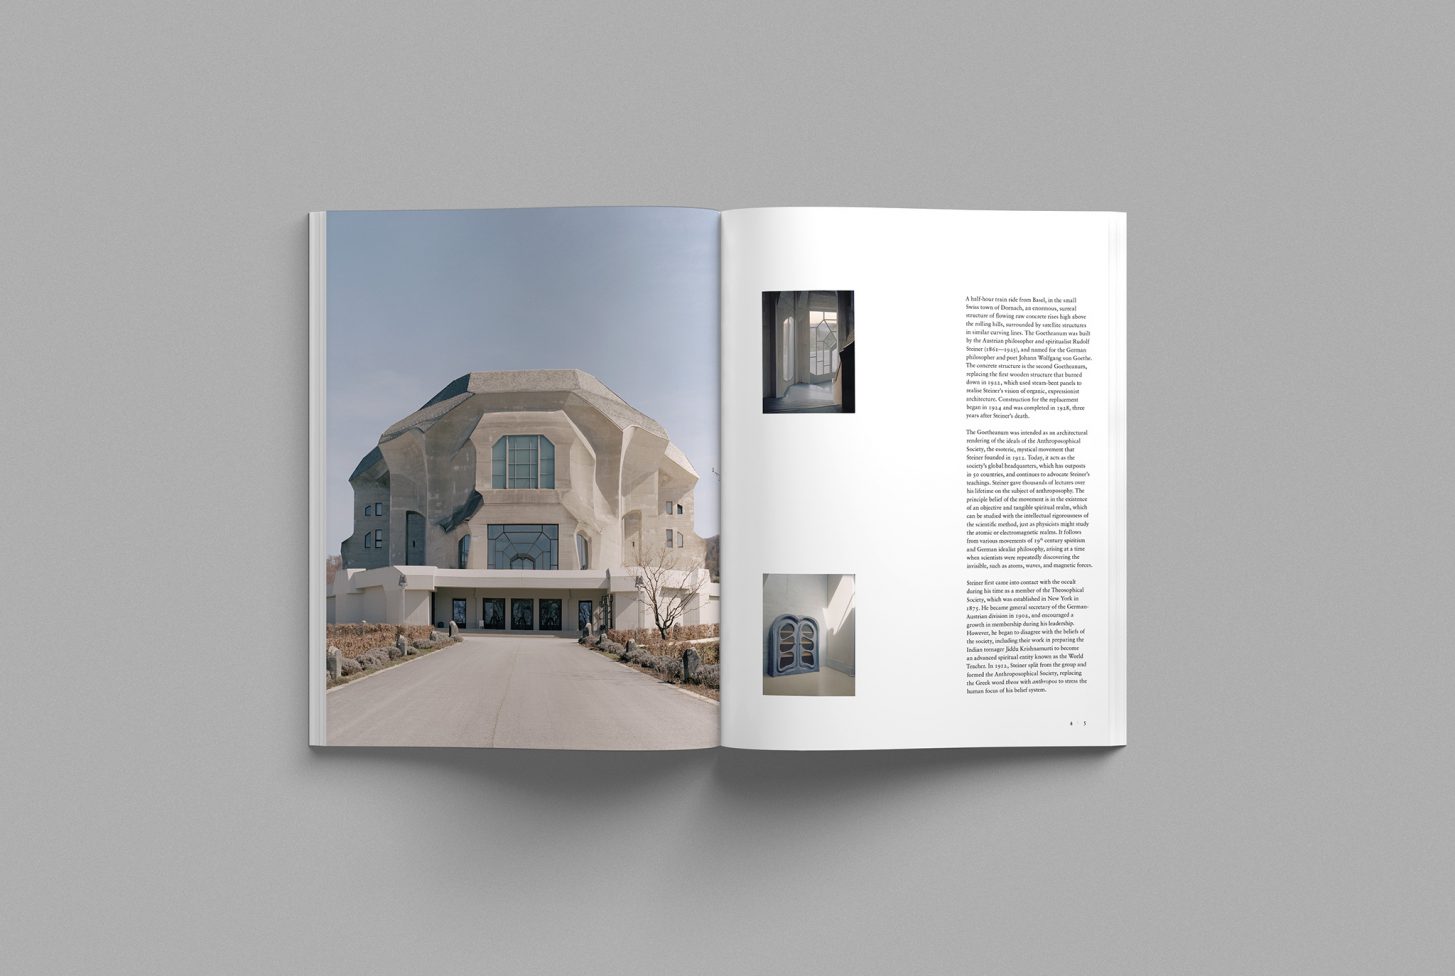 A half-hour train ride from Basel, in the small
Swiss town of Dornach, an enormous, surreal
structure of flowing raw concrete rises high above
the rolling hills, surrounded by satellite structures
in similar curving lines. The Goetheanum was built
by the Austrian philosopher and spiritualist Rudolf
Steiner (1861—1925), and named for the German
philosopher and poet Johann Wolfgang von Goethe.
The concrete structure is the second Goetheanum,
replacing the first wooden structure that burned
down in 1922, which used steam-bent panels to
realise Steiner's vision of organic, expressionist
architecture. Construction for the replacement
began in 1924 and was completed in 1928, three
years after Steiner's death.
The Goetheanum was intended as an architectural
rendering of the ideals of the Anthroposophical
Society, the esoteric, mystical movement that
Steiner founded in 1912. Today, it acts as the
society's global headquarters, which has outposts
in 50 countries, and continues to advocate Steiner's
teachings. Steiner gave thousands of lectures over
his lifetime on the subject of anthroposophy. The
principle belief of the movement is in the existence
of an objective and tangible spiritual realm, which
can be studied with the intellectual rigorousness of
the scientific method, just as physicists might study
the atomic or electromagnetic realms. It follows
from various movements of 19th century spiritism
and German idealist philosophy, arising at a time
when scientists were repeatedly discovering the
invisible, such as atoms, waves, and magnetic forces.
Steiner first came into contact with the occult
during his time as a member of the Theosophical
Society, which was established in New York in
1875. He became general secretary of the German-
Austrian division in 1902, and encouraged a
growth in membership during his leadership.
However, he began to disagree with the beliefs of
the society, including their work in preparing the
Indian teenager Jiddu Krishnamurti to become
an advanced spiritual entity known as the World
Teacher. In 1912, Steiner split from the group and
formed the Anthroposophical Society, replacing
the Greek word theos with anthropos to stress the
human focus of his belief system.
4 5